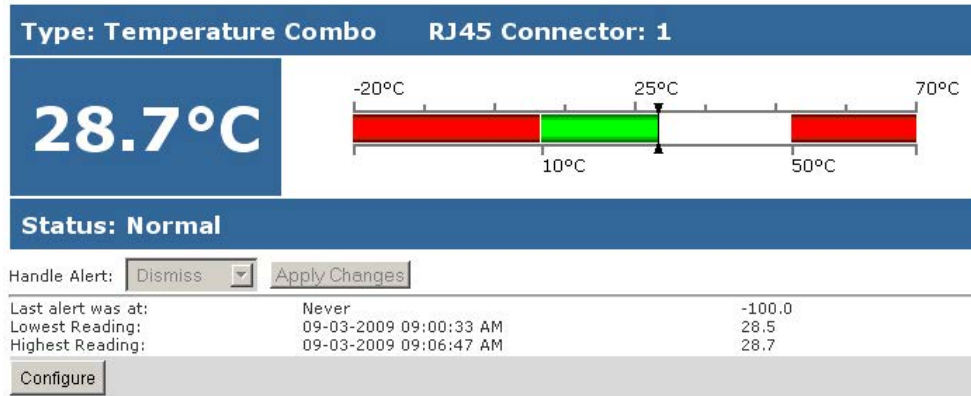 Type: Temperature Combo RJ45 Connector: 1
28.7°C
-20°C 25°C 70°C
10°C 50°C
Status: Normal
Handle Alert: Dismiss Apply Changes
Last alert was at: Never -100.0
Lowest Reading: 09-03-2009 09:00:33 AM 28.5
Highest Reading: 09-03-2009 09:06:47 AM 28.7
Configure